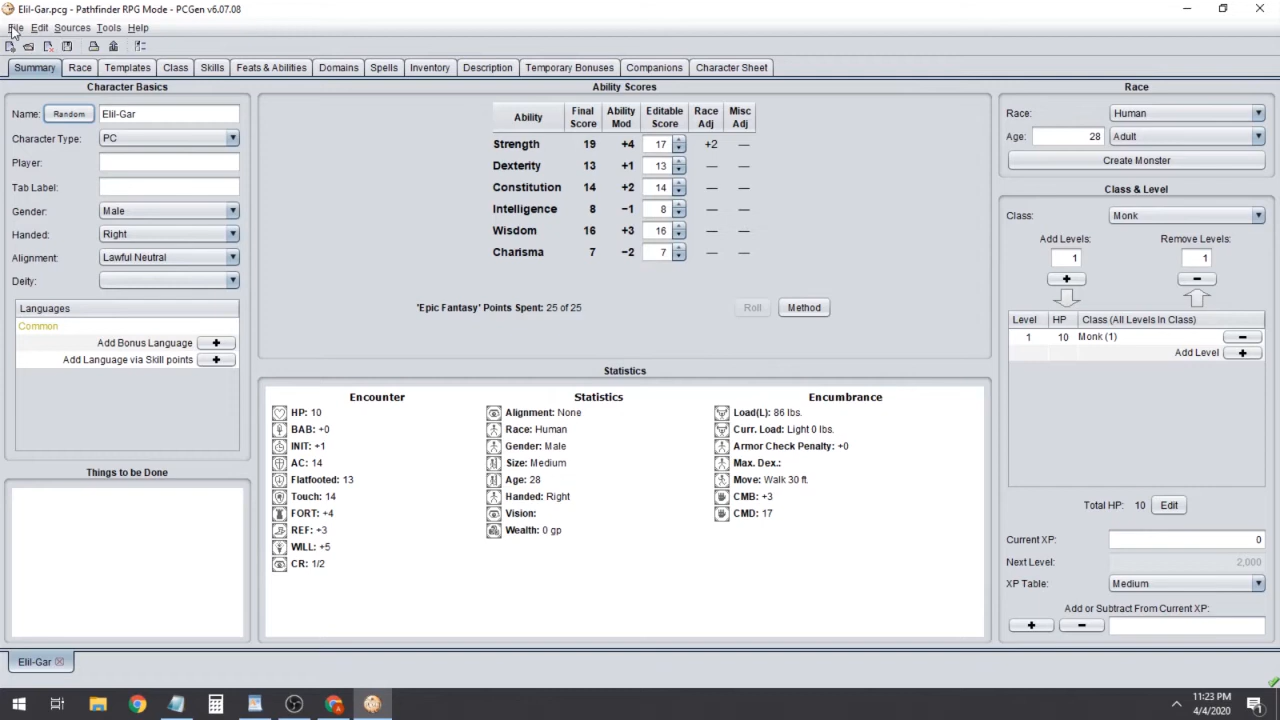 Elil-Gar.pcg - Pathfinder RPG Mode - PCGen v6.07.08
File Edit Sources Tools Help
Summary Race Templates Class Skills Feats & Abilities Domains Spells Inventory Description Temporary Bonuses Companions Character Sheet
Character Basics
Name: Random Elil-Gar
Character Type: PC
Player:
Tab Label:
Gender: Male
Handed: Right
Alignment: Lawful Neutral
Deity:
Languages
Common
Add Bonus Language +
Add Language via Skill points +
Things to be Done
Ability Scores
Ability Final Score Ability Mod Editable Score Race Adj Misc Adj
Strength 19 +4 17 +2 —
Dexterity 13 +1 13 — —
Constitution 14 +2 14 — —
Intelligence 8 −1 8 — —
Wisdom 16 +3 16 — —
Charisma 7 −2 7 — —
'Epic Fantasy' Points Spent: 25 of 25 Roll Method
Statistics
Encounter
HP: 10
BAB: +0
INIT: +1
AC: 14
Flatfooted: 13
Touch: 14
FORT: +4
REF: +3
WILL: +5
CR: 1/2
Statistics
Alignment: None
Race: Human
Gender: Male
Size: Medium
Age: 28
Handed: Right
Vision:
Wealth: 0 gp
Encumbrance
Load(L): 86 lbs.
Curr. Load: Light 0 lbs.
Armor Check Penalty: +0
Max. Dex.:
Move: Walk 30 ft.
CMB: +3
CMD: 17
Race
Race: Human
Age: 28 Adult
Create Monster
Class & Level
Class: Monk
Add Levels: Remove Levels:
1 1
+ −
Level HP Class (All Levels In Class)
1 10 Monk (1) −
Add Level +
Total HP: 10 Edit
Current XP: 0
Next Level: 2,000
XP Table: Medium
Add or Subtract From Current XP:
+ −
Elil-Gar
11:23 PM
4/4/2020
1